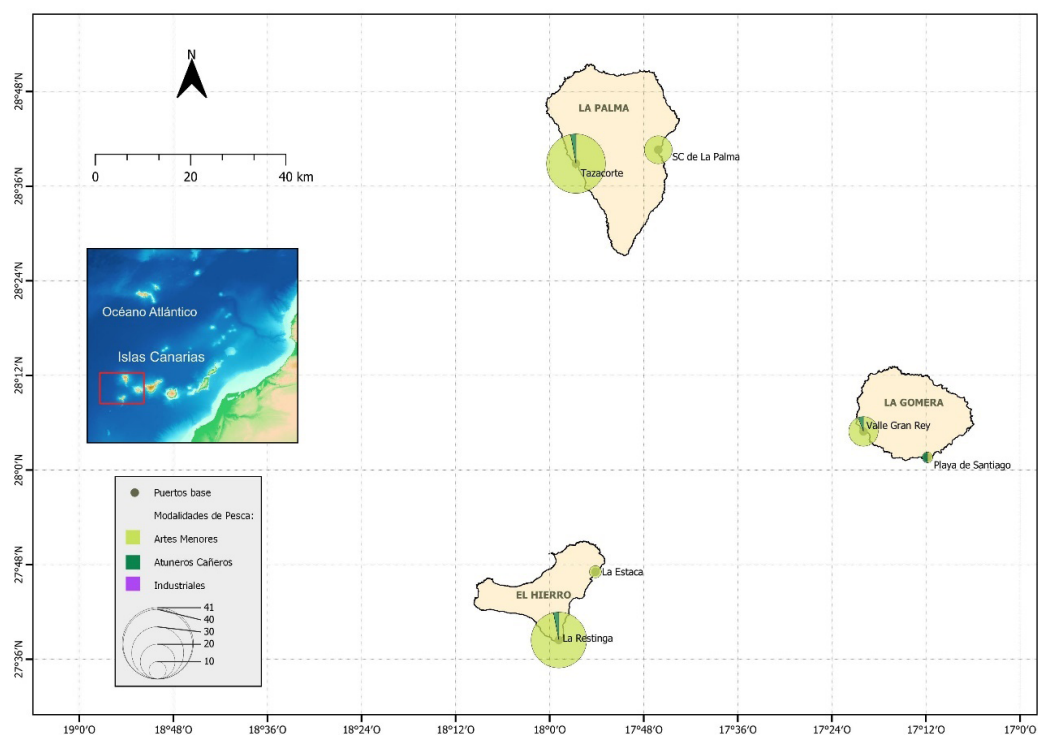 N
0 20 40 km
LA PALMA
SC de La Palma
Tazacorte
Océano Atlántico
Islas Canarias
LA GOMERA
Valle Gran Rey
Playa de Santiago
La Estaca
EL HIERRO
La Restinga
Puertos base
Modalidades de Pesca:
Artes Menores
Atuneros Cañeros
Industriales
41
40
30
20
10
28°48'N
28°36'N
28°24'N
28°12'N
28°0'N
27°48'N
27°36'N
19°0'O 18°48'O 18°36'O 18°24'O 18°12'O 18°0'O 17°48'O 17°36'O 17°24'O 17°12'O 17°0'O